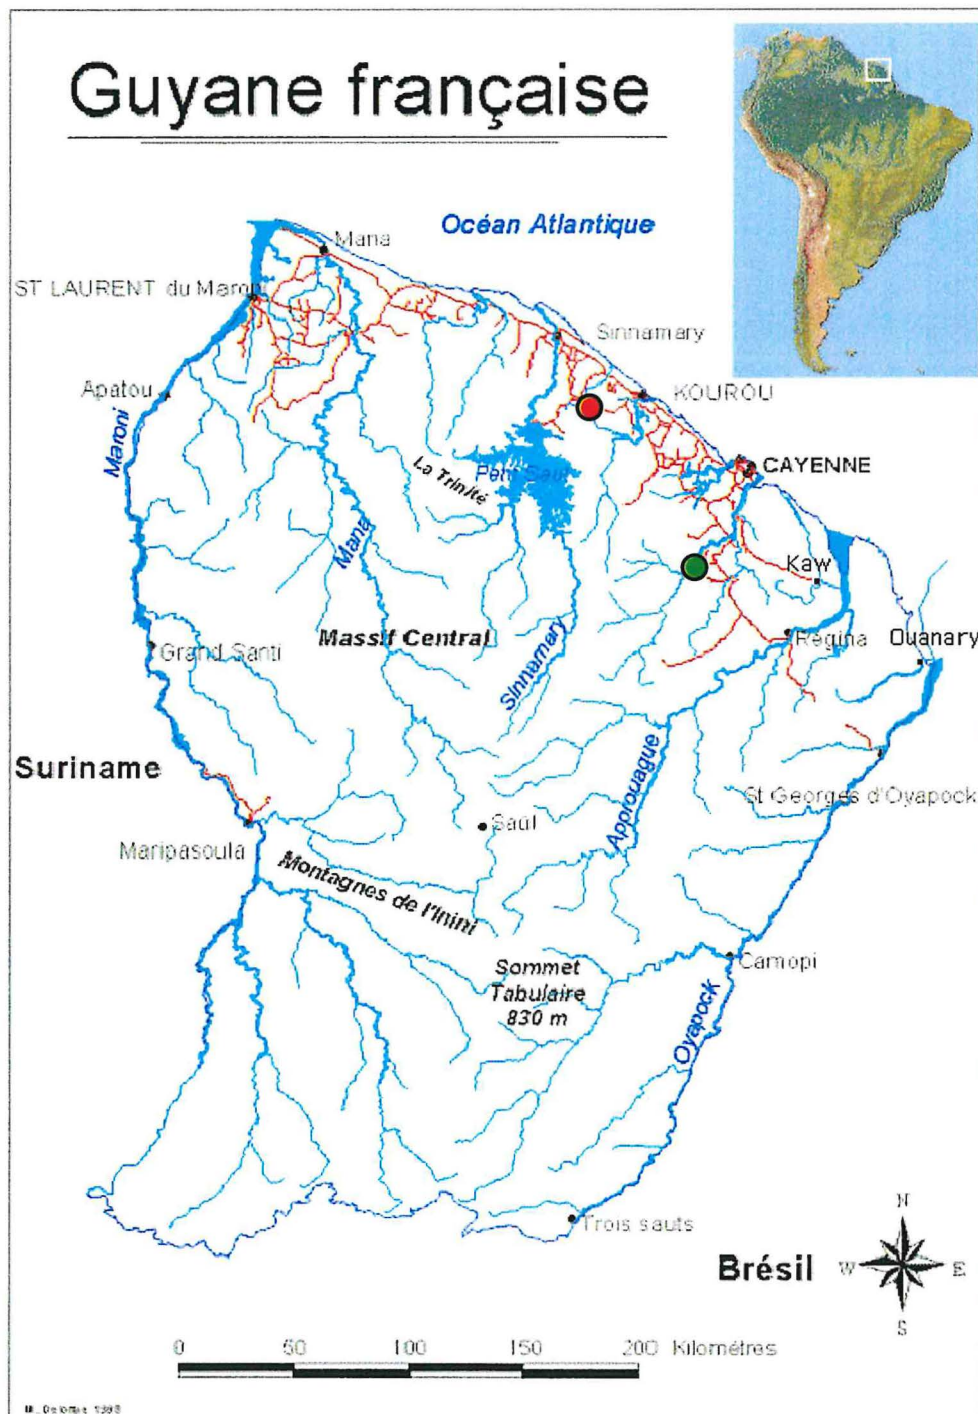 Guyane française
Océan Atlantique
Mana
ST LAURENT du Maroni
Sinnamary
Apatou
KOUROU
Maroni
La Trinité
Petit Saut
CAYENNE
Mana
Kaw
Massif Central
Sinnamary
Régina
Ouanary
Grand Santi
Suriname
Approuague
St Georges d'Oyapock
Saül
Maripasoula
Montagnes de l'Inini
Camopi
Sommet
Tabulaire
830 m
Oyapock
Trois sauts
Brésil
N
W
E
S
0 50 100 150 200 Kilomètres